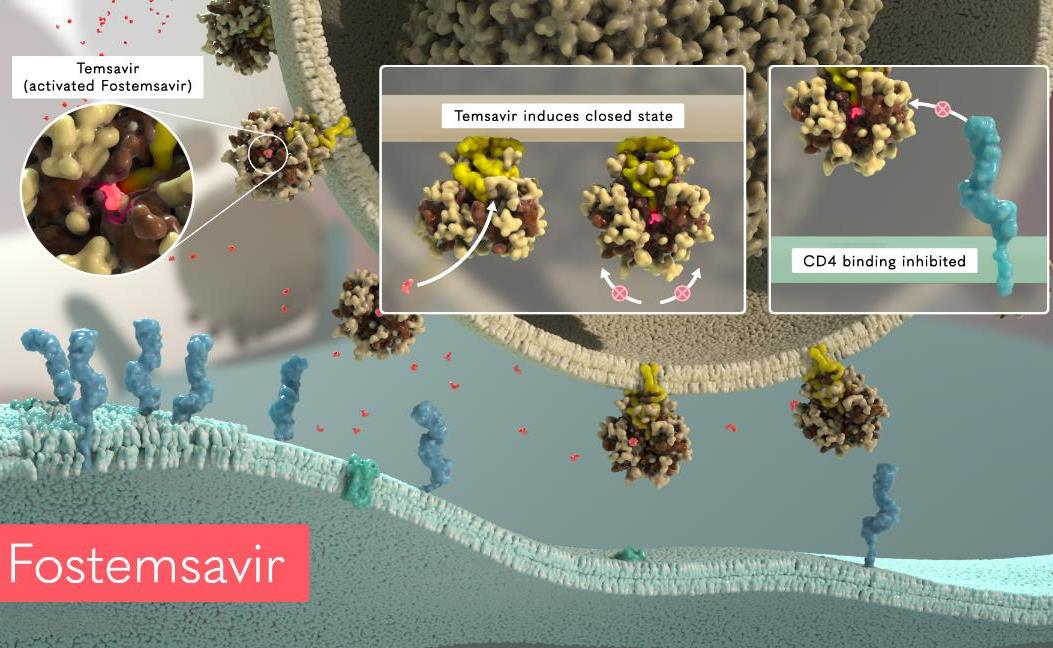 Temsavir
(activated Fostemsavir)
Temsavir induces closed state
CD4 binding inhibited
Fostemsavir